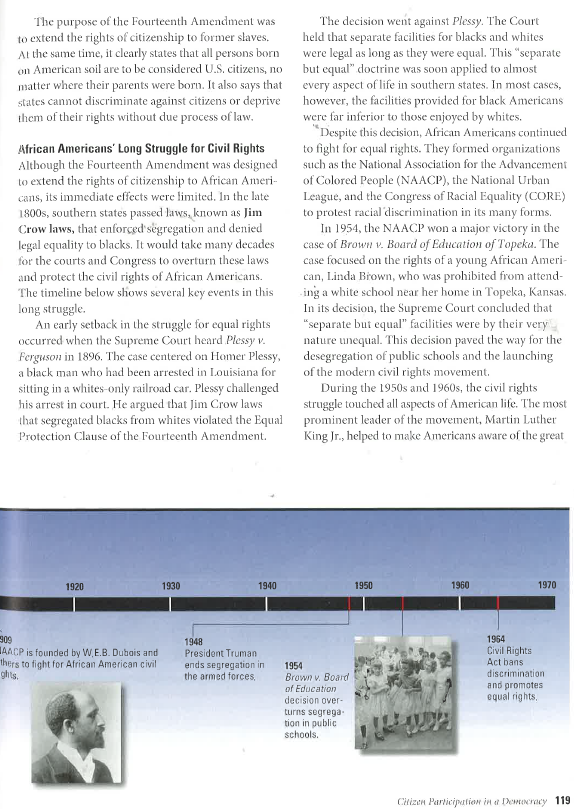 The purpose of the Fourteenth Amendment was
to extend the rights of citizenship to former slaves.
At the same time, it clearly states that all persons born
on American soil are to be considered U.S. citizens, no
matter where their parents were born. It also says that
states cannot discriminate against citizens or deprive
them of their rights without due process of law.
African Americans' Long Struggle for Civil Rights
Although the Fourteenth Amendment was designed
to extend the rights of citizenship to African Ameri-
cans, its immediate effects were limited. In the late
1800s, southern states passed laws, known as Jim
Crow laws, that enforced segregation and denied
legal equality to blacks. It would take many decades
for the courts and Congress to overturn these laws
and protect the civil rights of African Americans.
The timeline below shows several key events in this
long struggle.
An early setback in the struggle for equal rights
occurred when the Supreme Court heard Plessy v.
Ferguson in 1896. The case centered on Homer Plessy,
a black man who had been arrested in Louisiana for
sitting in a whites-only railroad car. Plessy challenged
his arrest in court. He argued that Jim Crow laws
that segregated blacks from whites violated the Equal
Protection Clause of the Fourteenth Amendment.
The decision went against Plessy. The Court
held that separate facilities for blacks and whites
were legal as long as they were equal. This "separate
but equal" doctrine was soon applied to almost
every aspect of life in southern states. In most cases,
however, the facilities provided for black Americans
were far inferior to those enjoyed by whites.
Despite this decision, African Americans continued
to fight for equal rights. They formed organizations
such as the National Association for the Advancement
of Colored People (NAACP), the National Urban
League, and the Congress of Racial Equality (CORE)
to protest racial discrimination in its many forms.
In 1954, the NAACP won a major victory in the
case of Brown v. Board of Education of Topeka. The
case focused on the rights of a young African Ameri-
can, Linda Brown, who was prohibited from attend-
ing a white school near her home in Topeka, Kansas.
In its decision, the Supreme Court concluded that
"separate but equal" facilities were by their very
nature unequal. This decision paved the way for the
desegregation of public schools and the launching
of the modern civil rights movement.
During the 1950s and 1960s, the civil rights
struggle touched all aspects of American life. The most
prominent leader of the movement, Martin Luther
King Jr., helped to make Americans aware of the great
1920 1930 1940 1950 1960 1970
909
AACP is founded by W.E.B. Dubois and
thers to fight for African American civil
ghts.
1948
President Truman
ends segregation in
the armed forces.
1954
Brown v. Board
of Education
decision over-
turns segrega-
tion in public
schools.
1964
Civil Rights
Act bans
discrimination
and promotes
equal rights.
Citizen Participation in a Democracy 119